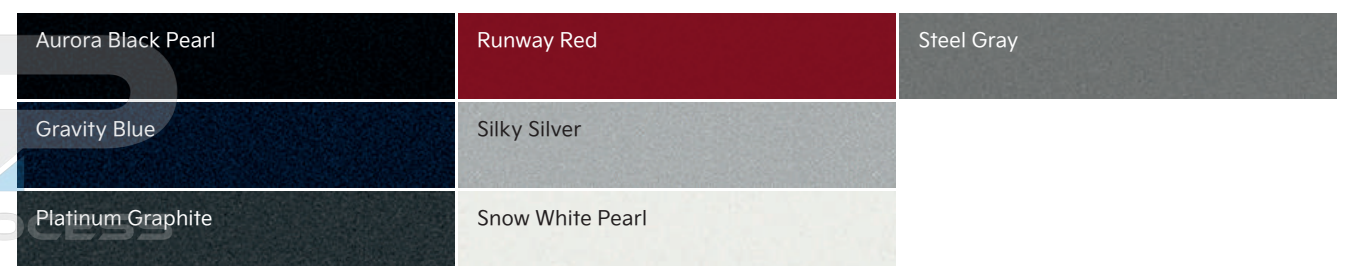 Aurora Black Pearl
Runway Red
Steel Gray
Gravity Blue
Silky Silver
Platinum Graphite
Snow White Pearl